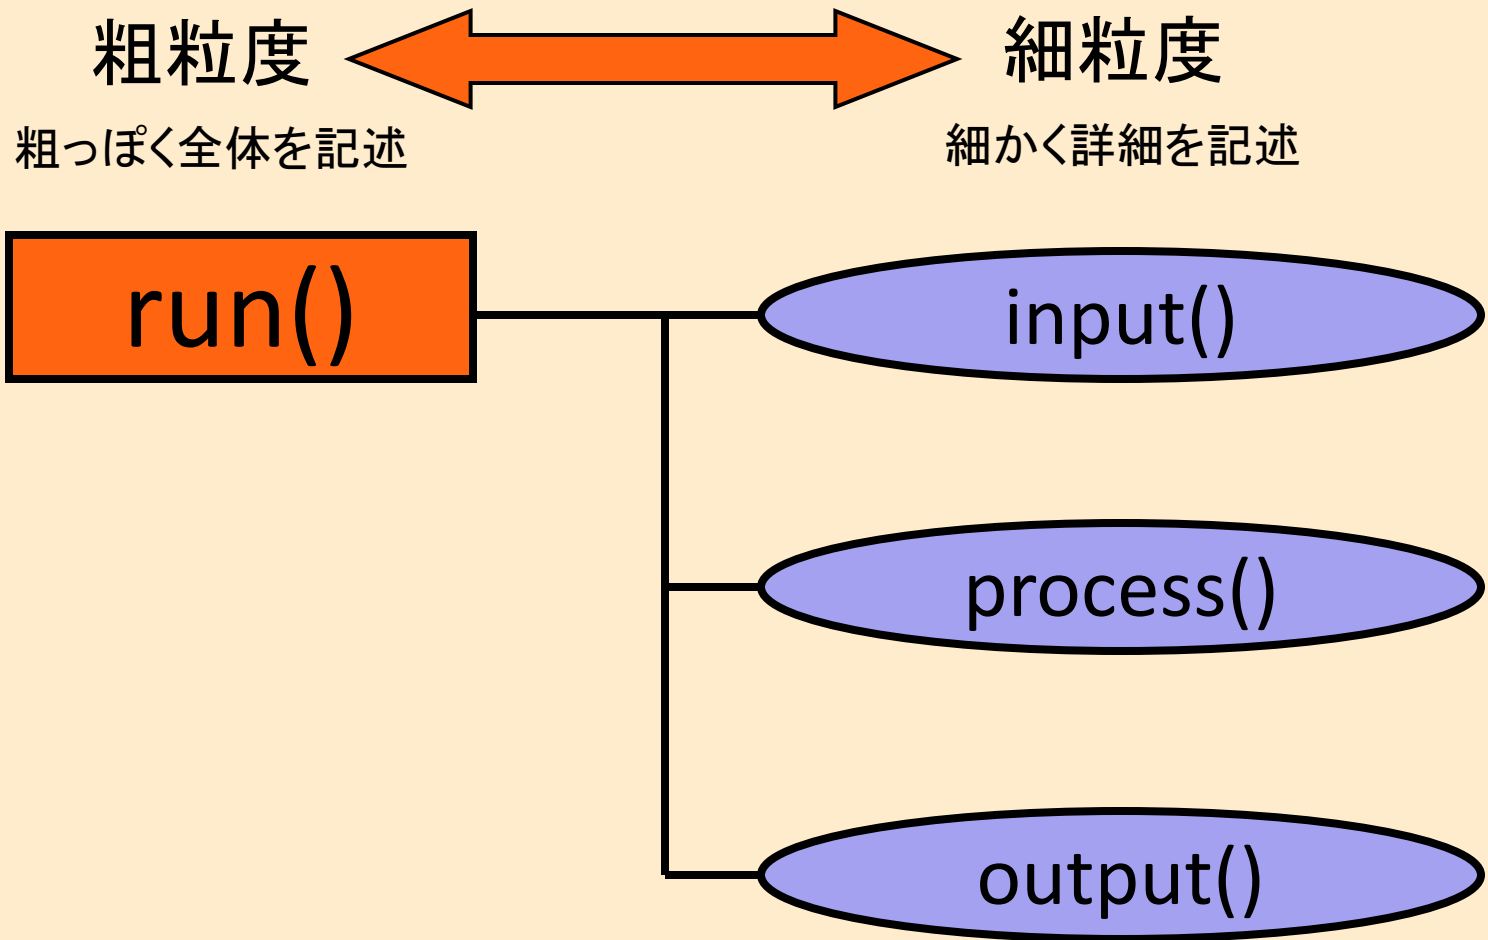 粗粒度
細粒度
粗っぽく全体を記述
細かく詳細を記述
run()
input()
process()
output()